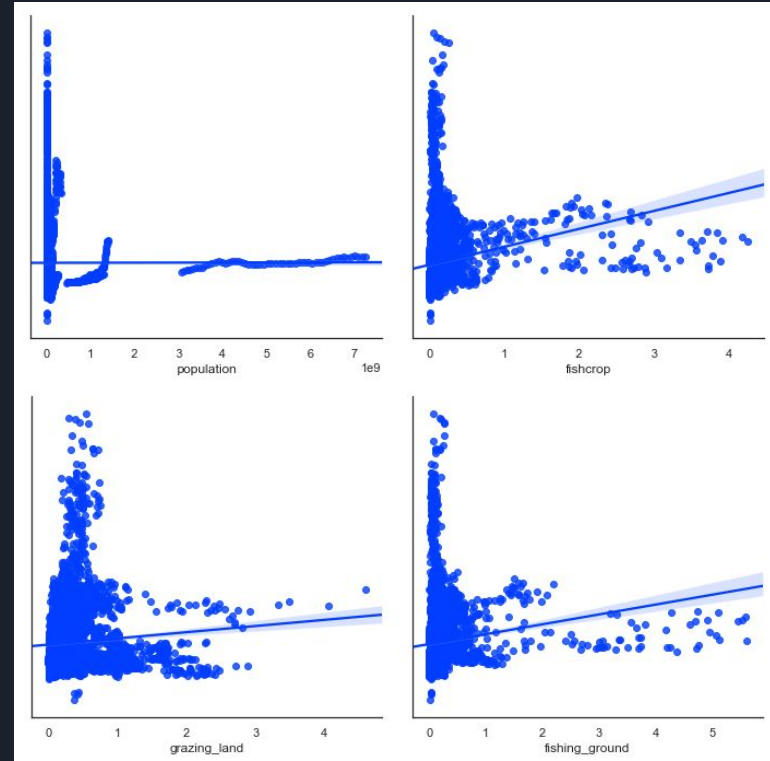 0 1 2 3 4 5 6 7
population 1e9
0 1 2 3 4
fishcrop
0 1 2 3 4
grazing_land
0 1 2 3 4 5
fishing_ground